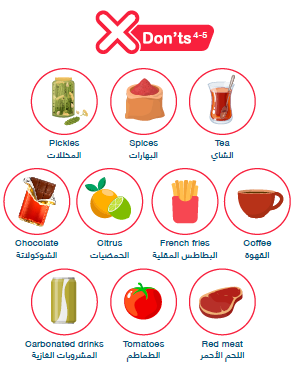 Don'ts 4-5
Pickles
المخللات
Spices
البهارات
Tea
الشاي
Chocolate
الشوكولاتة
Citrus
الحمضيات
French fries
البطاطس المقلية
Coffee
القهوة
Carbonated drinks
المشروبات الغازية
Tomatoes
الطماطم
Red meat
اللحم الأحمر